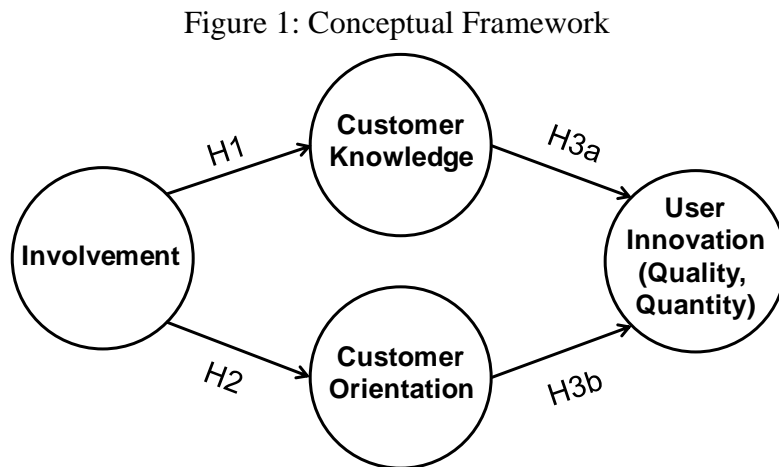 Figure 1: Conceptual Framework
H1
Customer
Knowledge
H3a
Involvement
User
Innovation
(Quality,
Quantity)
H2
Customer
Orientation
H3b